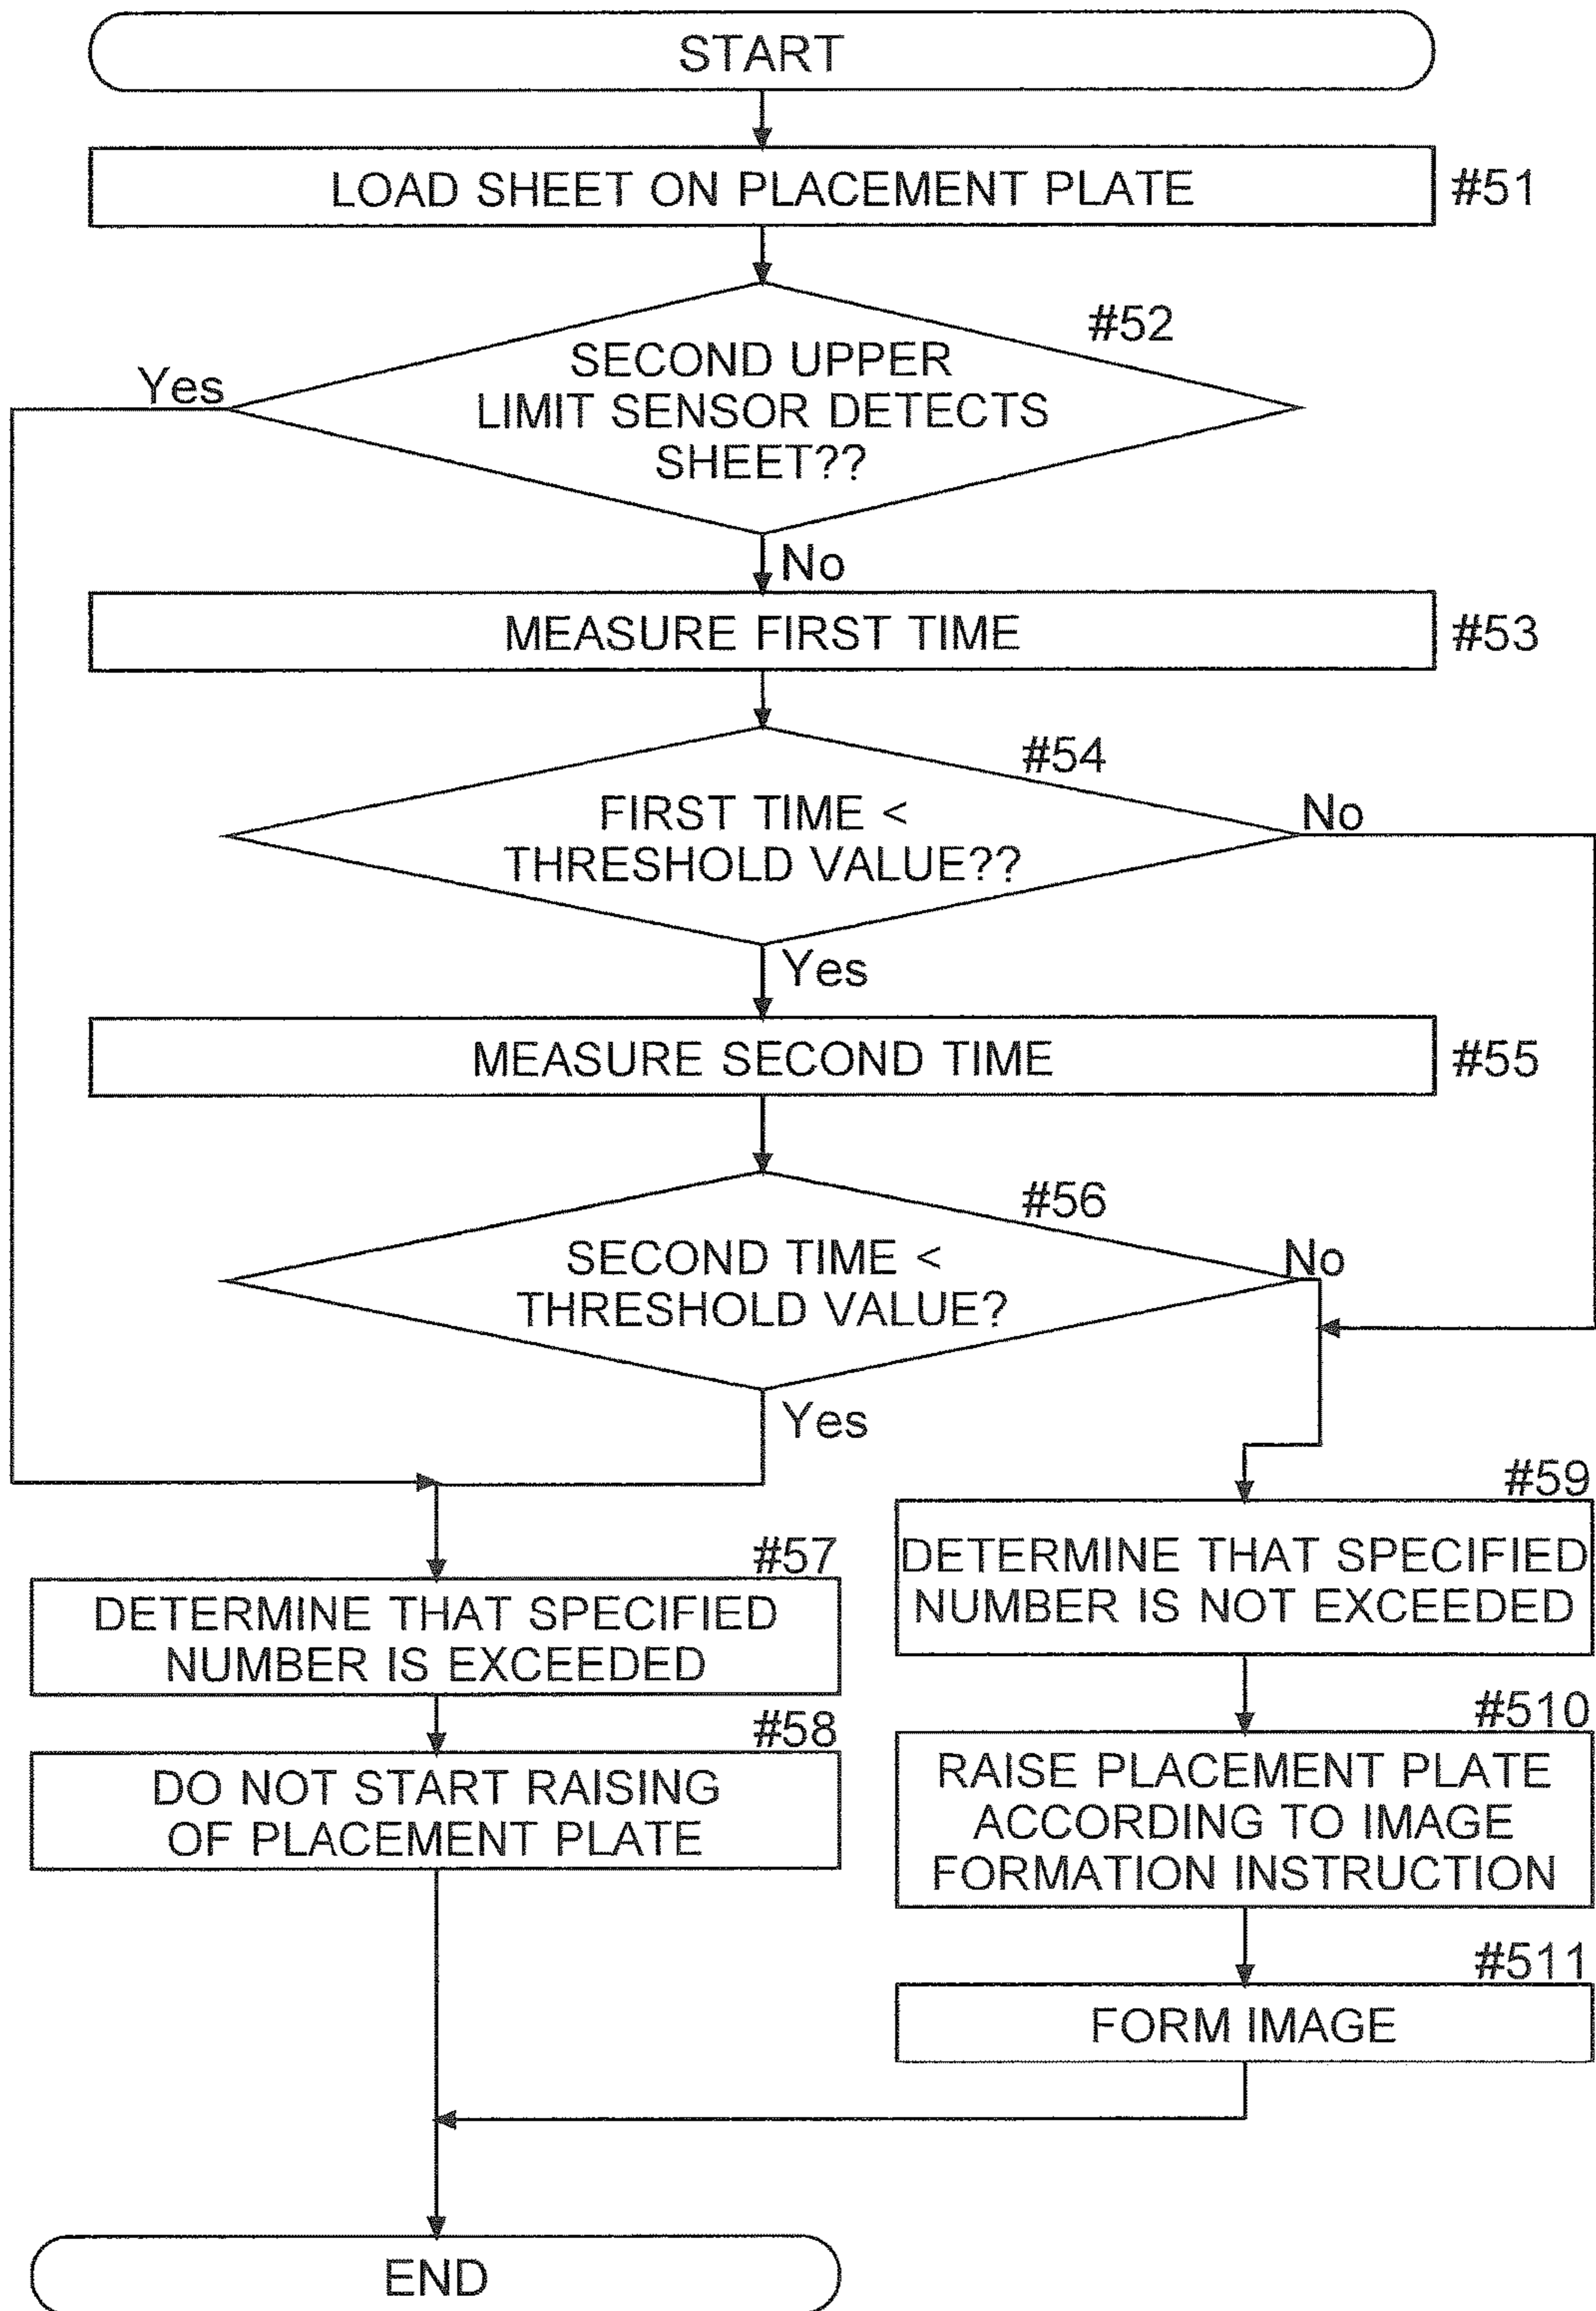 START
LOAD SHEET ON PLACEMENT PLATE
#51
#52
SECOND UPPER
LIMIT SENSOR DETECTS
SHEET??
Yes
No
MEASURE FIRST TIME
#53
#54
FIRST TIME <
THRESHOLD VALUE??
No
Yes
MEASURE SECOND TIME
#55
#56
SECOND TIME <
THRESHOLD VALUE?
No
Yes
#57
DETERMINE THAT SPECIFIED
NUMBER IS EXCEEDED
#58
DO NOT START RAISING
OF PLACEMENT PLATE
#59
DETERMINE THAT SPECIFIED
NUMBER IS NOT EXCEEDED
#510
RAISE PLACEMENT PLATE
ACCORDING TO IMAGE
FORMATION INSTRUCTION
#511
FORM IMAGE
END